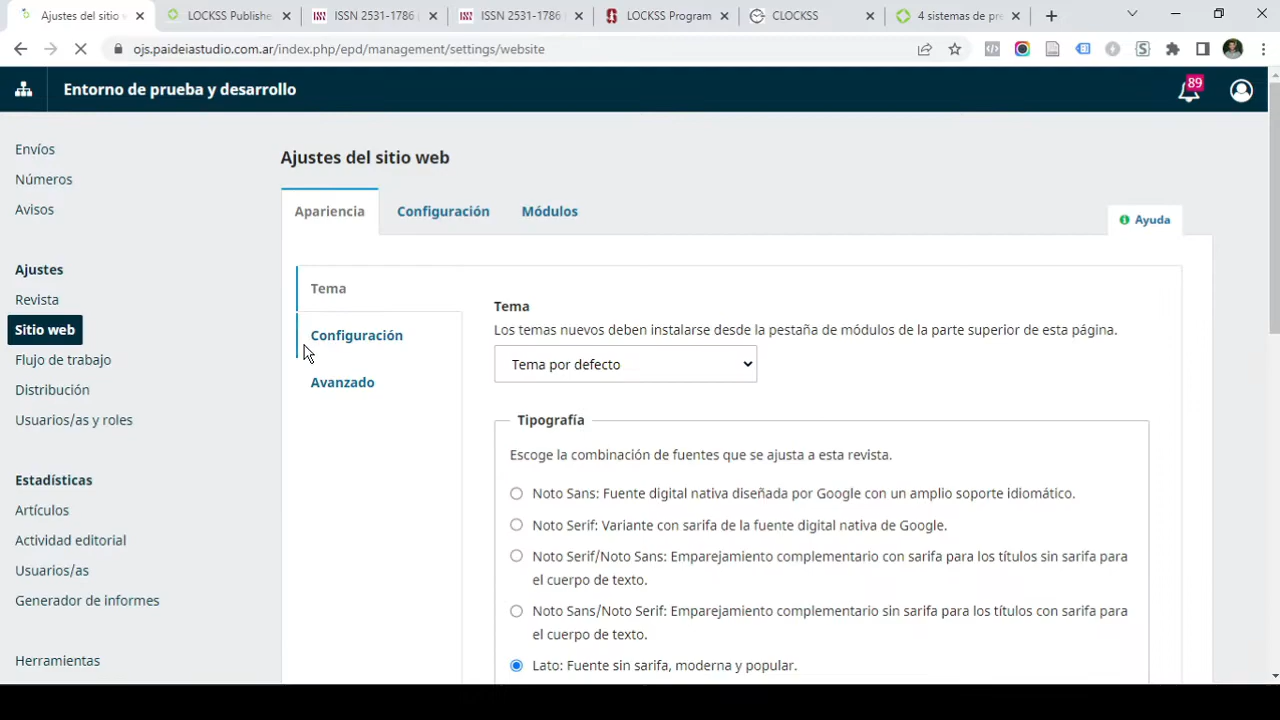 Ajustes del sitio
LOCKSS Publishe
ISSN 2531-1786
ISSN 2531-1786
LOCKSS Program
CLOCKSS
4 sistemas de pre
ojs.paideiastudio.com.ar/index.php/epd/management/settings/website
Entorno de prueba y desarrollo
89
Envíos
Números
Avisos
Ajustes
Revista
Sitio web
Flujo de trabajo
Distribución
Usuarios/as y roles
Estadísticas
Artículos
Actividad editorial
Usuarios/as
Generador de informes
Herramientas
Ajustes del sitio web
Apariencia
Configuración
Módulos
Ayuda
Tema
Configuración
Avanzado
Tema
Los temas nuevos deben instalarse desde la pestaña de módulos de la parte superior de esta página.
Tema por defecto
Tipografía
Escoge la combinación de fuentes que se ajusta a esta revista.
Noto Sans: Fuente digital nativa diseñada por Google con un amplio soporte idiomático.
Noto Serif: Variante con sarifa de la fuente digital nativa de Google.
Noto Serif/Noto Sans: Emparejamiento complementario con sarifa para los títulos sin sarifa para
el cuerpo de texto.
Noto Sans/Noto Serif: Emparejamiento complementario sin sarifa para los títulos con sarifa para
el cuerpo de texto.
Lato: Fuente sin sarifa, moderna y popular.